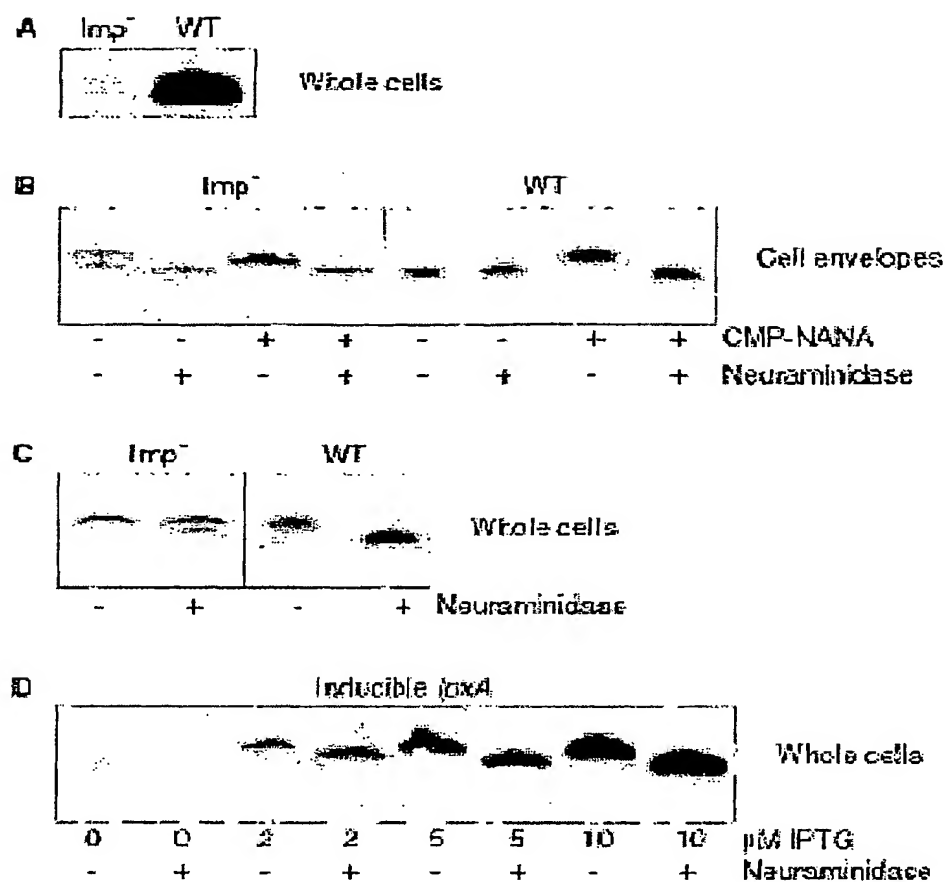 A Imp⁻ WT
Whole cells
B Imp⁻ WT
Cell envelopes
- - + + - - + + CMP-NANA
- + - + - + - + Neuraminidase
C Imp⁻ WT
Whole cells
- + - + Neuraminidase
D Inducible lpxA
Whole cells
0 0 2 2 5 5 10 10 µM IPTG
- + - + - + - + Neuraminidase